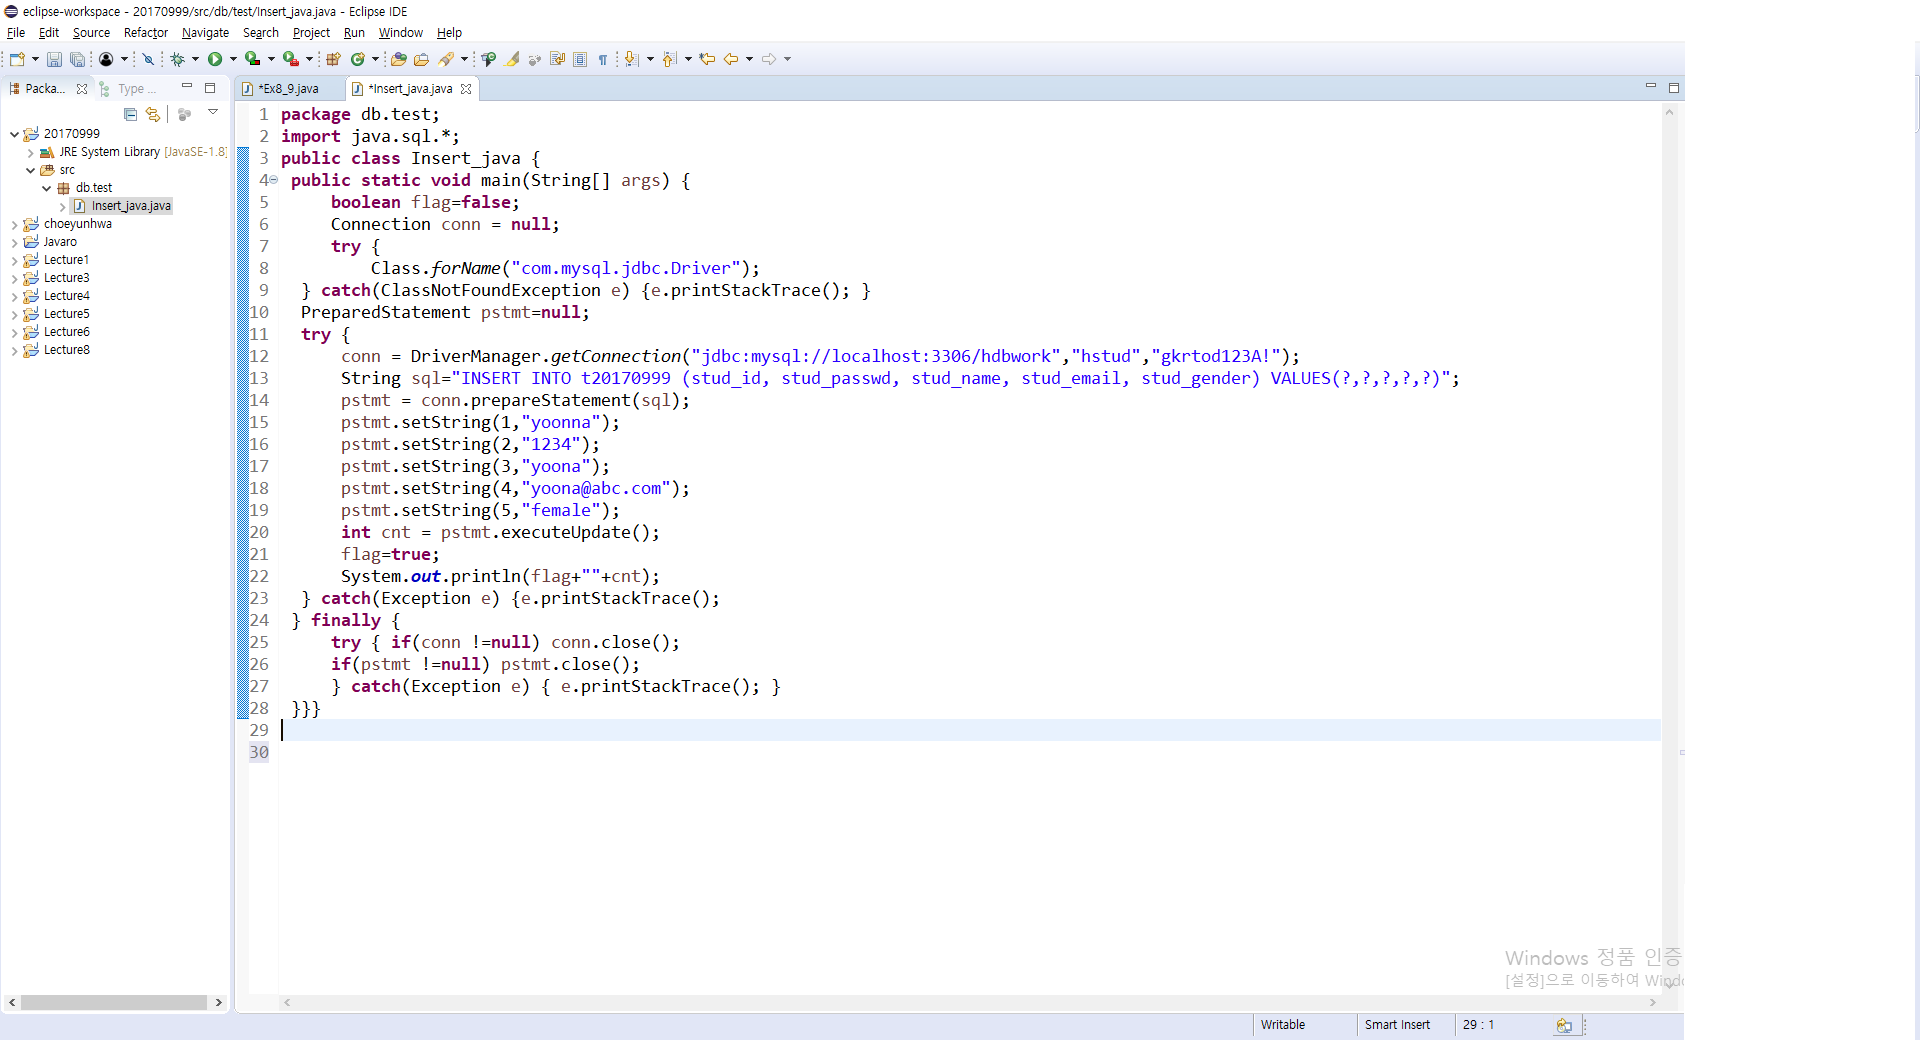 eclipse-workspace - 20170999/src/db/test/Insert_java.java - Eclipse IDE
File Edit Source Refactor Navigate Search Project Run Window Help
Packa... Type ...
*Ex8_9.java *Insert_java.java
20170999
JRE System Library [JavaSE-1.8]
src
db.test
Insert_java.java
choeyunhwa
Javaro
Lecture1
Lecture3
Lecture4
Lecture5
Lecture6
Lecture8
1 package db.test;
2 import java.sql.*;
3 public class Insert_java {
4 public static void main(String[] args) {
5 boolean flag=false;
6 Connection conn = null;
7 try {
8 Class.forName("com.mysql.jdbc.Driver");
9 } catch(ClassNotFoundException e) {e.printStackTrace(); }
10 PreparedStatement pstmt=null;
11 try {
12 conn = DriverManager.getConnection("jdbc:mysql://localhost:3306/hdbwork","hstud","gkrtod123A!");
13 String sql="INSERT INTO t20170999 (stud_id, stud_passwd, stud_name, stud_email, stud_gender) VALUES(?,?,?,?,?)";
14 pstmt = conn.prepareStatement(sql);
15 pstmt.setString(1,"yoonna");
16 pstmt.setString(2,"1234");
17 pstmt.setString(3,"yoona");
18 pstmt.setString(4,"yoona@abc.com");
19 pstmt.setString(5,"female");
20 int cnt = pstmt.executeUpdate();
21 flag=true;
22 System.out.println(flag+""+cnt);
23 } catch(Exception e) {e.printStackTrace();
24 } finally {
25 try { if(conn !=null) conn.close();
26 if(pstmt !=null) pstmt.close();
27 } catch(Exception e) { e.printStackTrace(); }
28 }}}
29
30
Windows 정품 인증
[설정]으로 이동하여 Windo
Writable Smart Insert 29 : 1